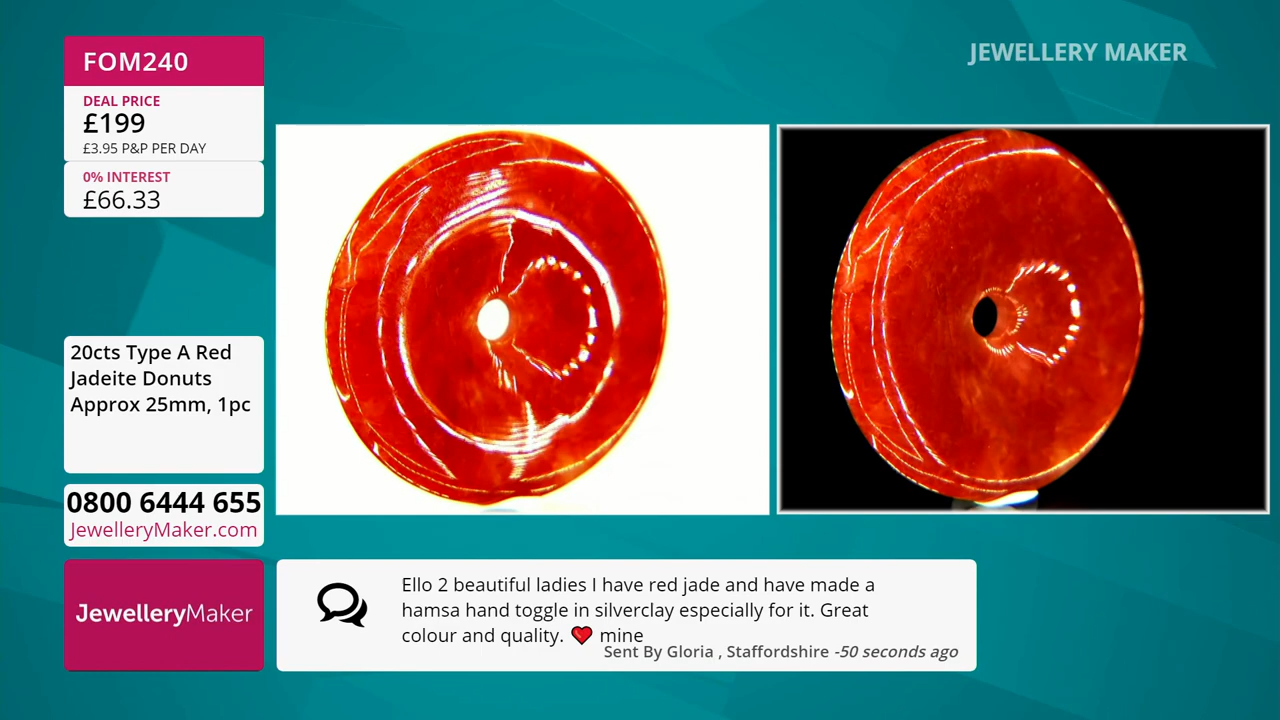 FOM240
DEAL PRICE
£199
£3.95 P&P PER DAY
0% INTEREST
£66.33
20cts Type A Red
Jadeite Donuts
Approx 25mm, 1pc
0800 6444 655
JewelleryMaker.com
JewelleryMaker
JEWELLERY MAKER
Ello 2 beautiful ladies I have red jade and have made a
hamsa hand toggle in silverclay especially for it. Great
colour and quality. ❤️ mine
Sent By Gloria , Staffordshire -50 seconds ago